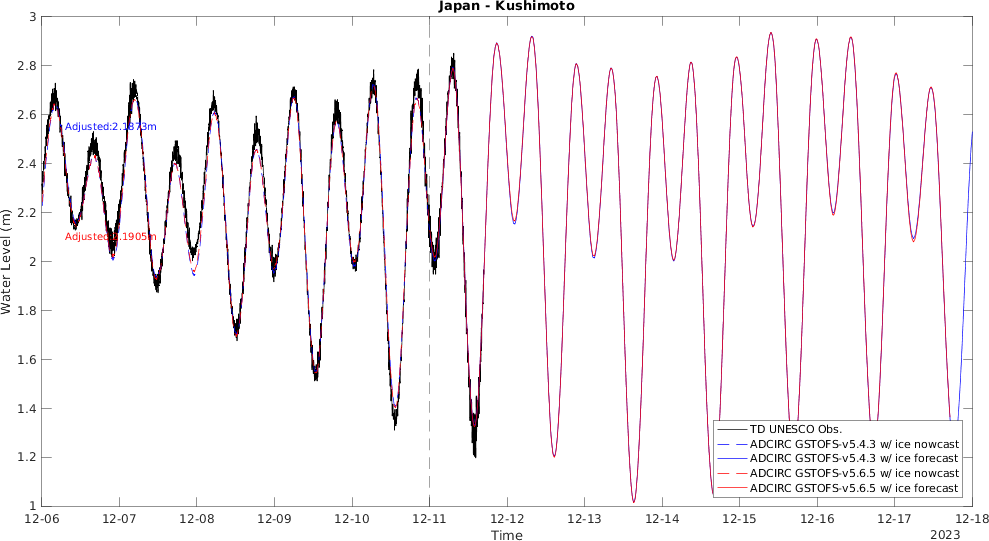 Japan - Kushimoto
3
2.8
2.6
2.4
2.2
2
1.8
1.6
1.4
1.2
1
Water Level (m)
Adjusted:2.1873m
Adjusted:2.1905m
TD UNESCO Obs.
ADCIRC GSTOFS-v5.4.3 w/ ice nowcast
ADCIRC GSTOFS-v5.4.3 w/ ice forecast
ADCIRC GSTOFS-v5.6.5 w/ ice nowcast
ADCIRC GSTOFS-v5.6.5 w/ ice forecast
12-06 12-07 12-08 12-09 12-10 12-11 12-12 12-13 12-14 12-15 12-16 12-17 12-18
Time
2023